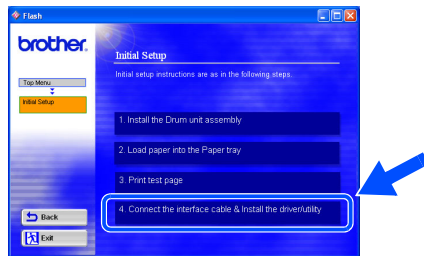 Flash
brother.
Initial Setup
Initial setup instructions are as in the following steps.
Top Menu
Initial Setup
1. Install the Drum unit assembly
2. Load paper into the Paper tray
3. Print test page
4. Connect the interface cable & Install the driver/utility
Back
Exit